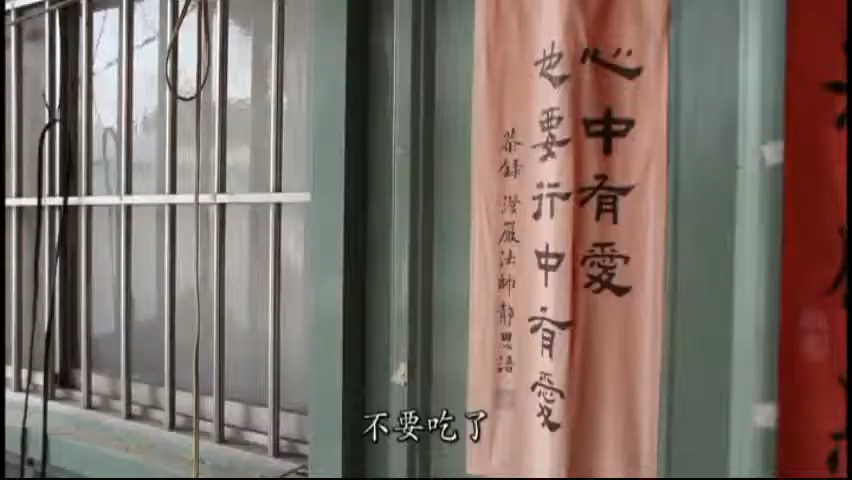 心中有愛
也要行中有愛
恭錄 證嚴法師靜思語
不要吃了